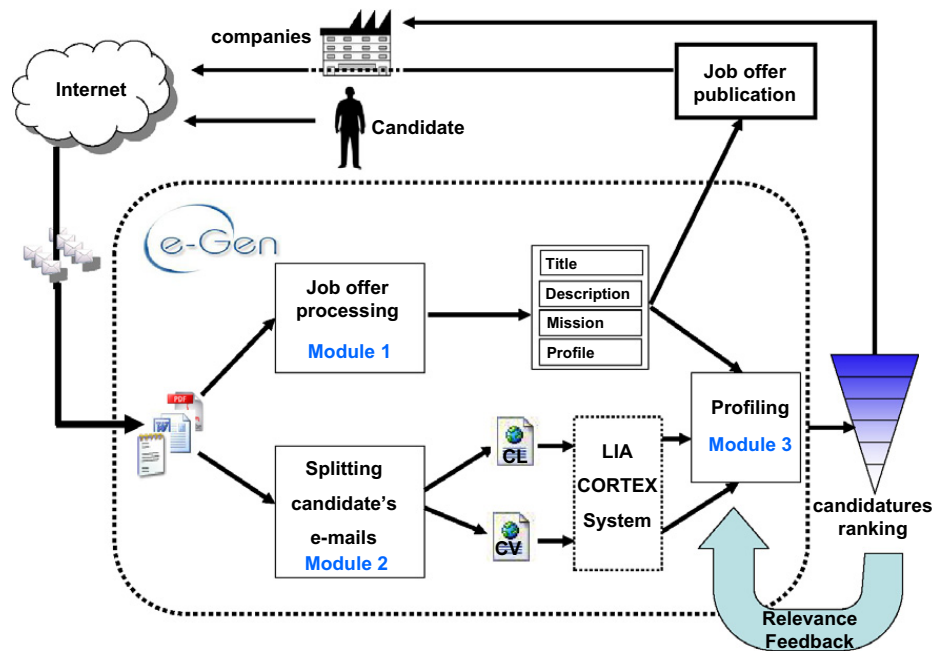 companies
Internet
Job offer
publication
Candidate
e-Gen
Job offer
processing
Module 1
Title
Description
Mission
Profile
PDF
W
Splitting
candidate's
e-mails
Module 2
CL
CV
LIA
CORTEX
System
Profiling
Module 3
candidatures
ranking
Relevance
Feedback